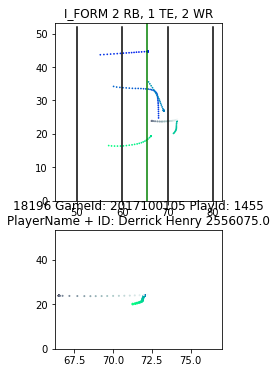 I_FORM 2 RB, 1 TE, 2 WR
50
40
30
20
10
0
50 60 70 80
18196 GameId: 2017100105 PlayId: 1455
PlayerName + ID: Derrick Henry 2556075.0
40
20
0
67.5 70.0 72.5 75.0